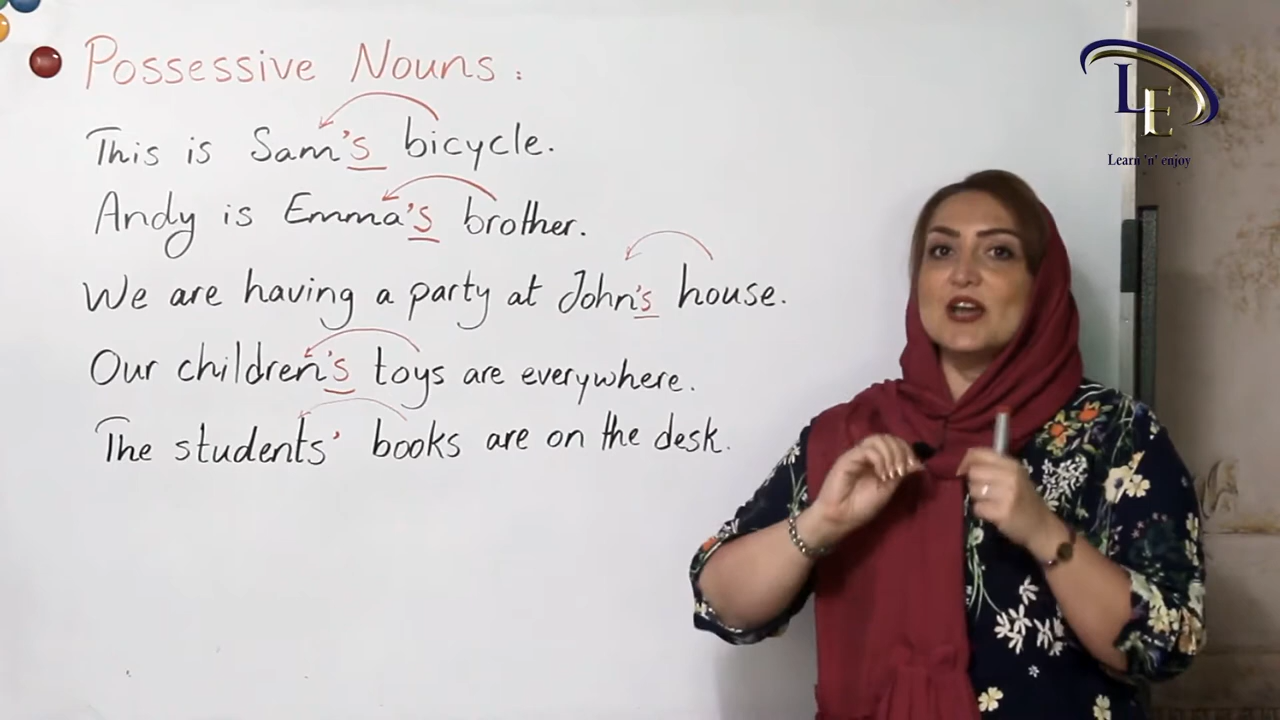 Possessive Nouns:
This is Sam's bicycle.
Andy is Emma's brother.
We are having a party at John's house.
Our children's toys are everywhere.
The students' books are on the desk.
LE
Learn 'n' enjoy